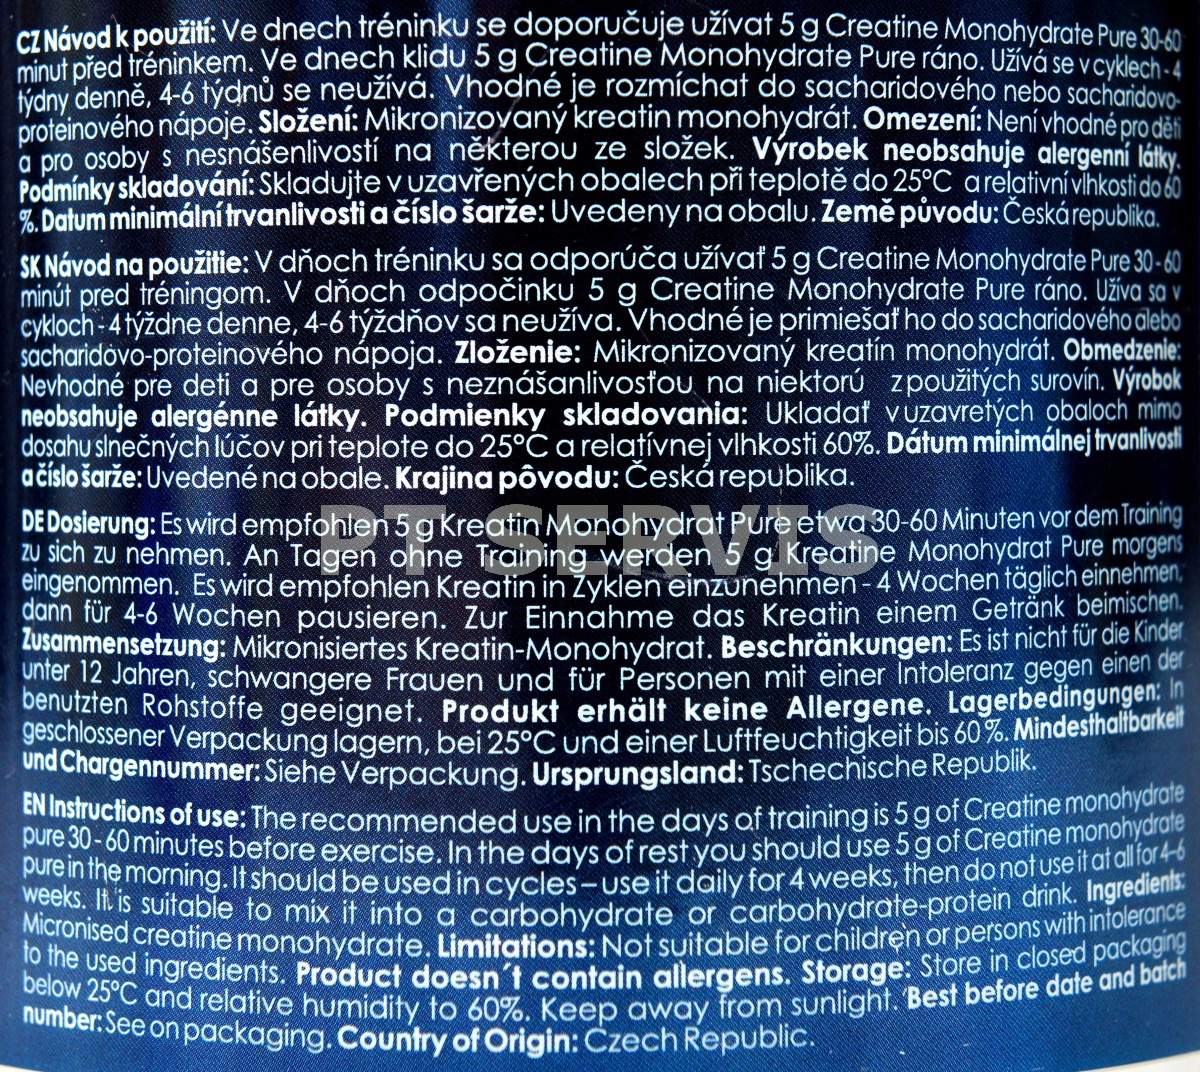 CZ Návod k použití: Ve dnech tréninku se doporučuje užívat 5 g Creatine Monohydrate Pure 30-60
minut před tréninkem. Ve dnech klidu 5 g Creatine Monohydrate Pure ráno. Užívá se v cyklech - 4
týdny denně, 4-6 týdnů se neužívá. Vhodné je rozmíchat do sacharidového nebo sacharidovo-
proteinového nápoje. Složení: Mikronizovaný kreatin monohydrát. Omezení: Není vhodné pro děti
a pro osoby s nesnášenlivostí na některou ze složek. Výrobek neobsahuje alergenní látky.
Podmínky skladování: Skladujte v uzavřených obalech při teplotě do 25°C a relativní vlhkosti do 60
%. Datum minimální trvanlivosti a číslo šarže: Uvedeny na obalu. Země původu: Česká republika.
SK Návod na použitie: V dňoch tréninku sa odporúča užívať 5 g Creatine Monohydrate Pure 30 - 60
minút pred tréningom. V dňoch odpočinku 5 g Creatine Monohydrate Pure ráno. Užíva sa v
cykloch - 4 týždne denne, 4-6 týždňov sa neužíva. Vhodné je primiešať ho do sacharidového alebo
sacharidovo-proteinového nápoja. Zloženie: Mikronizovaný kreatín monohydrát. Obmedzenie:
Nevhodné pre deti a pre osoby s neznášanlivosťou na niektorú z použitých surovín. Výrobok
neobsahuje alergénne látky. Podmienky skladovania: Ukladať v uzavretých obaloch mimo
dosahu slnečných lúčov pri teplote do 25°C a relatívnej vlhkosti 60%. Dátum minimálnej trvanlivosti
a číslo šarže: Uvedené na obale. Krajina pôvodu: Česká republika.
PT SERVIS
DE Dosierung: Es wird empfohlen 5 g Kreatin Monohydrat Pure etwa 30-60 Minuten vor dem Training
zu sich zu nehmen. An Tagen ohne Training werden 5 g Kreatine Monohydrat Pure morgens
eingenommen. Es wird empfohlen Kreatin in Zyklen einzunehmen - 4 Wochen täglich einnehmen,
dann für 4-6 Wochen pausieren. Zur Einnahme das Kreatin einem Getränk beimischen.
Zusammensetzung: Mikronisiertes Kreatin-Monohydrat. Beschränkungen: Es ist nicht für die Kinder
unter 12 Jahren, schwangere Frauen und für Personen mit einer Intoleranz gegen einen der
benutzten Rohstoffe geeignet. Produkt erhält keine Allergene. Lagerbedingungen: In
geschlossener Verpackung lagern, bei 25°C und einer Luftfeuchtigkeit bis 60 %. Mindesthaltbarkeit
und Chargennummer: Siehe Verpackung. Ursprungsland: Tschechische Republik.
EN Instructions of use: The recommended use in the days of training is 5 g of Creatine monohydrate
pure 30 - 60 minutes before exercise. In the days of rest you should use 5 g of Creatine monohydrate
pure in the morning. It should be used in cycles – use it daily for 4 weeks, then do not use it at all for 4-6
weeks. It is suitable to mix it into a carbohydrate or carbohydrate-protein drink. Ingredients:
Micronised creatine monohydrate. Limitations: Not suitable for children or persons with intolerance
to the used ingredients. Product doesn´t contain allergens. Storage: Store in closed packaging
below 25°C and relative humidity to 60%. Keep away from sunlight. Best before date and batch
number: See on packaging. Country of Origin: Czech Republic.